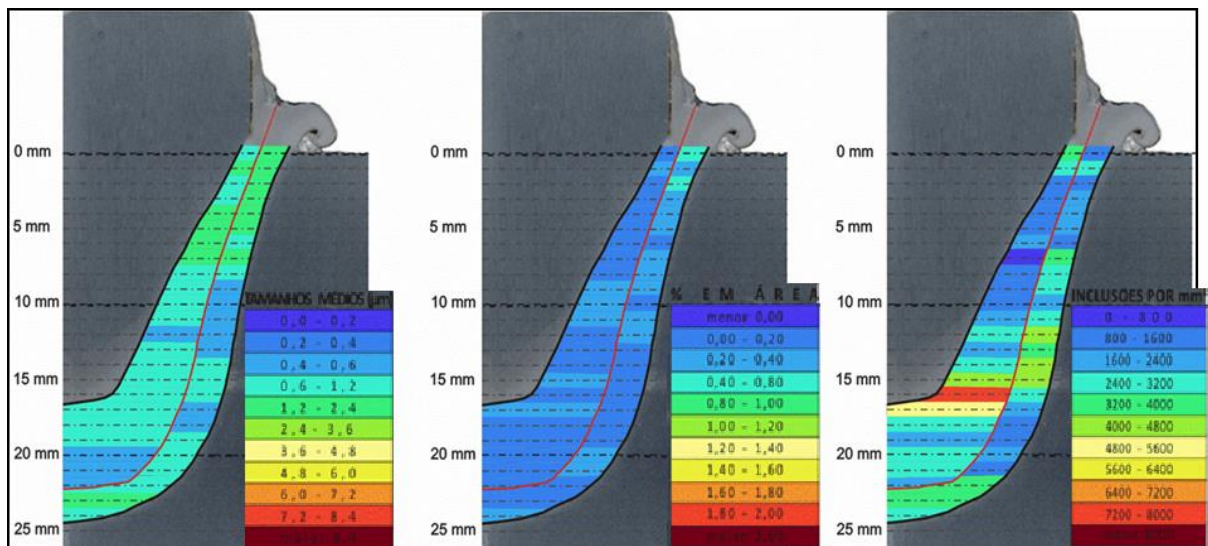 0 mm
5 mm
10 mm
15 mm
20 mm
25 mm
TAMANHOS MÉDIOS [µm]
0,0 - 0,2
0,2 - 0,4
0,4 - 0,6
0,6 - 1,2
1,2 - 2,4
2,4 - 3,6
3,6 - 4,8
4,8 - 6,0
6,0 - 7,2
7,2 - 8,4
0 mm
5 mm
10 mm
15 mm
20 mm
25 mm
% EM ÁREA
menor 0,00
0,00 - 0,20
0,20 - 0,40
0,40 - 0,80
0,80 - 1,00
1,00 - 1,20
1,20 - 1,40
1,40 - 1,60
1,60 - 1,80
1,80 - 2,00
0 mm
5 mm
10 mm
15 mm
20 mm
25 mm
INCLUSÕES POR mm²
0 - 800
800 - 1600
1600 - 2400
2400 - 3200
3200 - 4000
4000 - 4800
4800 - 5600
5600 - 6400
6400 - 7200
7200 - 8000